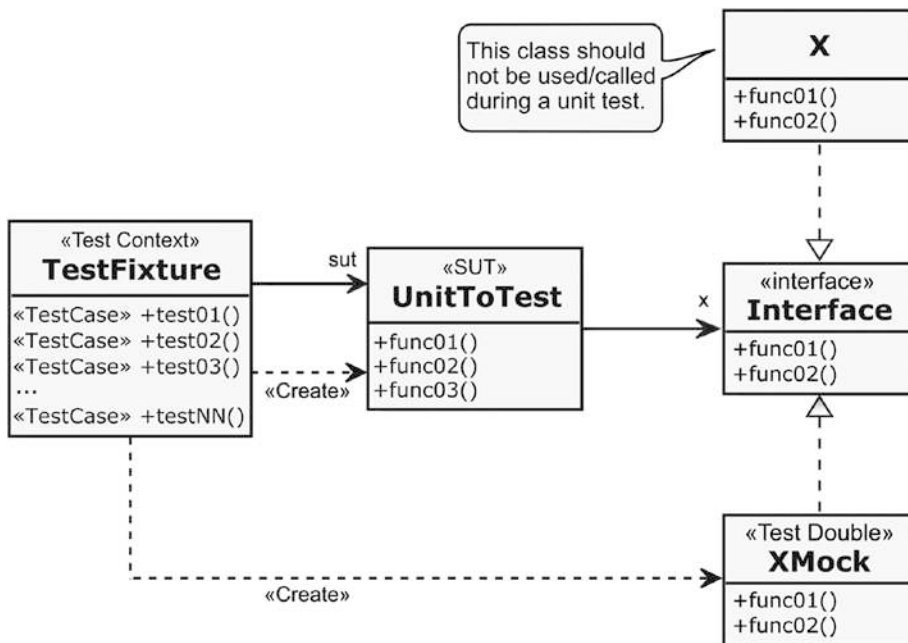 This class should
not be used/called
during a unit test.
X
+func01()
+func02()
«Test Context»
TestFixture
«TestCase» +test01()
«TestCase» +test02()
«TestCase» +test03()
...
«TestCase» +testNN()
sut
«Create»
«SUT»
UnitToTest
+func01()
+func02()
+func03()
x
«interface»
Interface
+func01()
+func02()
«Create»
«Test Double»
XMock
+func01()
+func02()